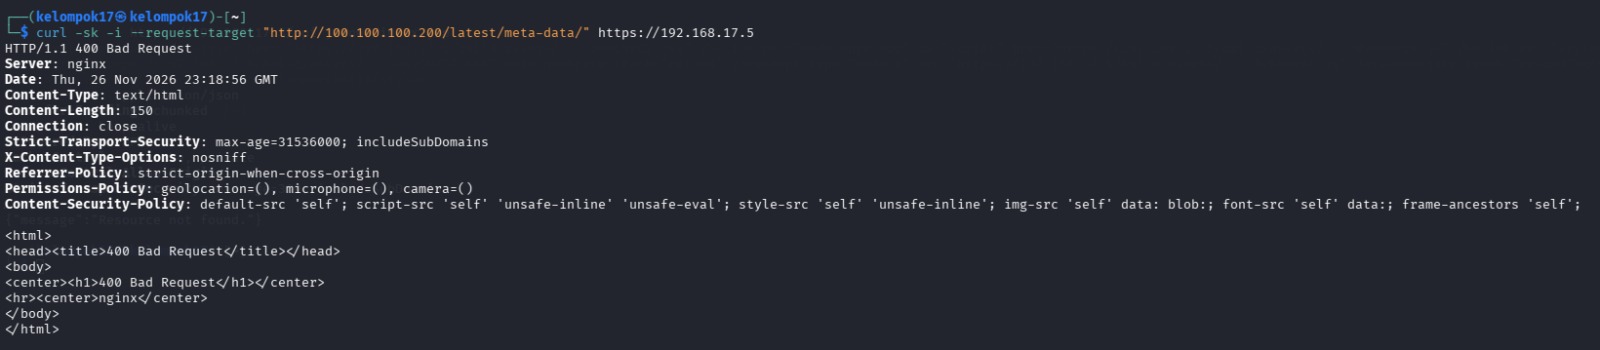 ┌──(kelompok17㉿kelompok17)-[~]
└─$ curl -sk -i --request-target "http://100.100.100.200/latest/meta-data/" https://192.168.17.5
HTTP/1.1 400 Bad Request
Server: nginx
Date: Thu, 26 Nov 2026 23:18:56 GMT
Content-Type: text/html
Content-Length: 150
Connection: close
Strict-Transport-Security: max-age=31536000; includeSubDomains
X-Content-Type-Options: nosniff
Referrer-Policy: strict-origin-when-cross-origin
Permissions-Policy: geolocation=(), microphone=(), camera=()
Content-Security-Policy: default-src 'self'; script-src 'self' 'unsafe-inline' 'unsafe-eval'; style-src 'self' 'unsafe-inline'; img-src 'self' data: blob:; font-src 'self' data:; frame-ancestors 'self';
{"message":"Resource not found."}
<html>
<head><title>400 Bad Request</title></head>
<body>
<center><h1>400 Bad Request</h1></center>
<hr><center>nginx</center>
</body>
</html>